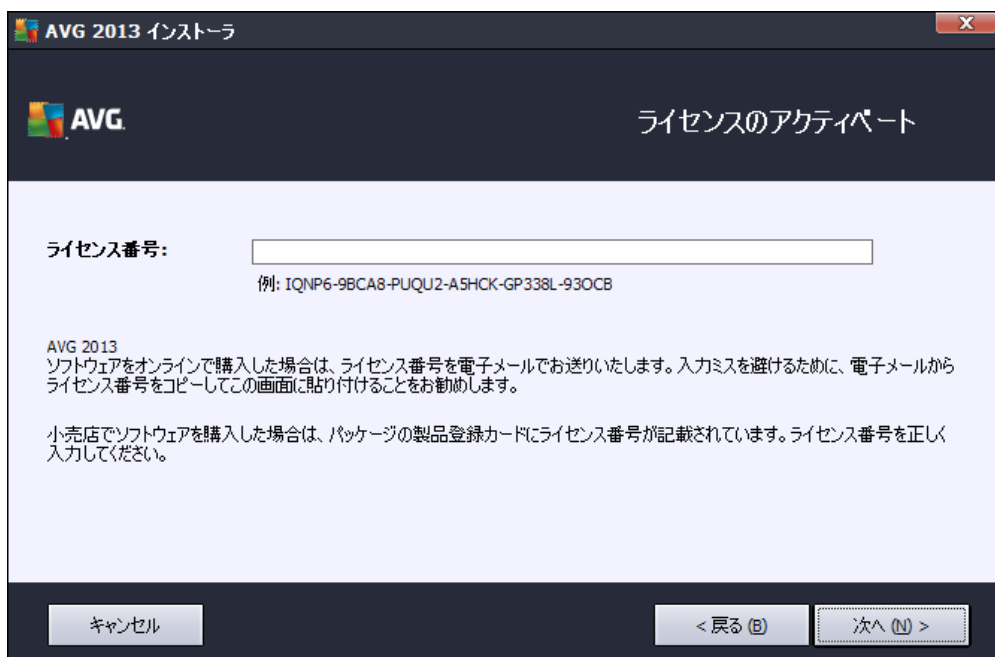 AVG 2013 インストーラ
AVG.
ライセンスのアクティベート
ライセンス番号:
例: IQNP6-9BCA8-PUQU2-A5HCK-GP338L-93OCB
AVG 2013
ソフトウェアをオンラインで購入した場合は、ライセンス番号を電子メールでお送りいたします。入力ミスを避けるために、電子メールから
ライセンス番号をコピーしてこの画面に貼り付けることをお勧めします。
小売店でソフトウェアを購入した場合は、パッケージの製品登録カードにライセンス番号が記載されています。ライセンス番号を正しく
入力してください。
キャンセル
< 戻る (B)
次へ (N) >